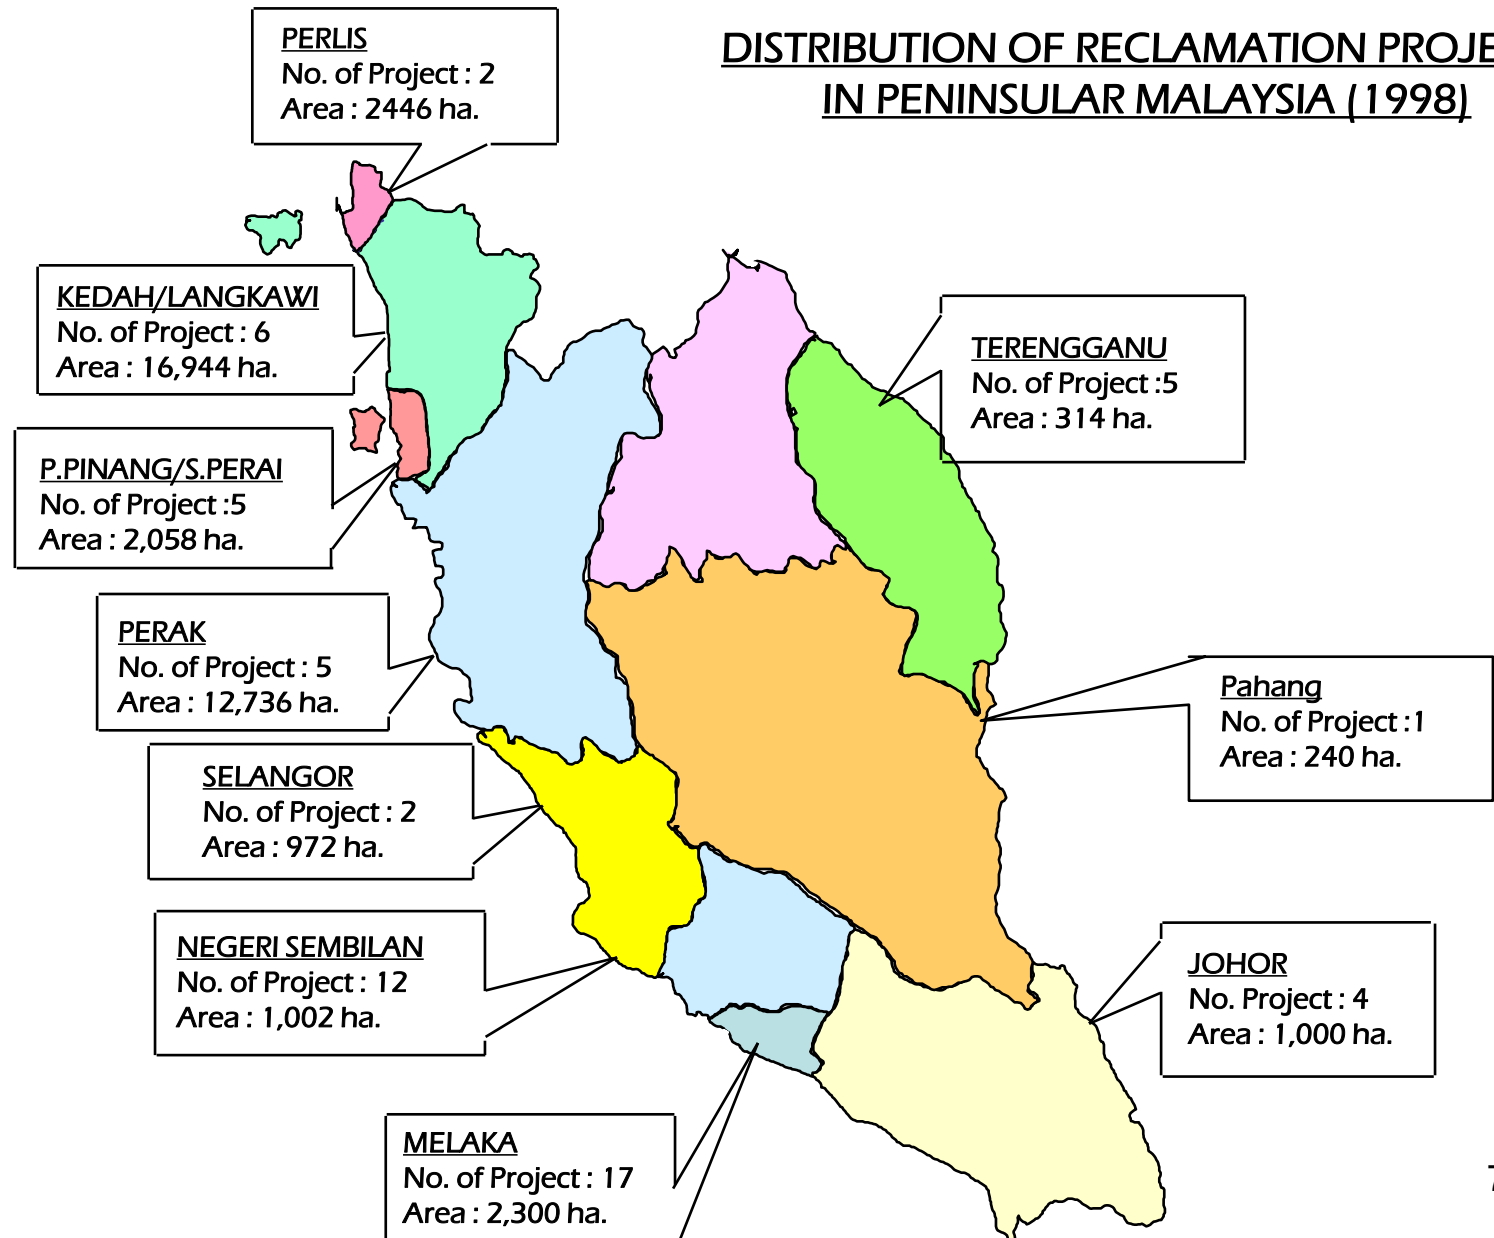 DISTRIBUTION OF RECLAMATION PROJE
IN PENINSULAR MALAYSIA (1998)
PERLIS
No. of Project : 2
Area : 2446 ha.
KEDAH/LANGKAWI
No. of Project : 6
Area : 16,944 ha.
TERENGGANU
No. of Project :5
Area : 314 ha.
P.PINANG/S.PERAI
No. of Project :5
Area : 2,058 ha.
PERAK
No. of Project : 5
Area : 12,736 ha.
Pahang
No. of Project :1
Area : 240 ha.
SELANGOR
No. of Project : 2
Area : 972 ha.
NEGERI SEMBILAN
No. of Project : 12
Area : 1,002 ha.
JOHOR
No. Project : 4
Area : 1,000 ha.
MELAKA
No. of Project : 17
Area : 2,300 ha.